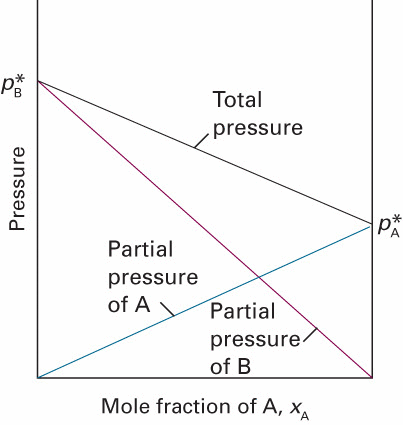 p*B
Total
pressure
Pressure
p*A
Partial
pressure
of A
Partial
pressure
of B
Mole fraction of A, xA